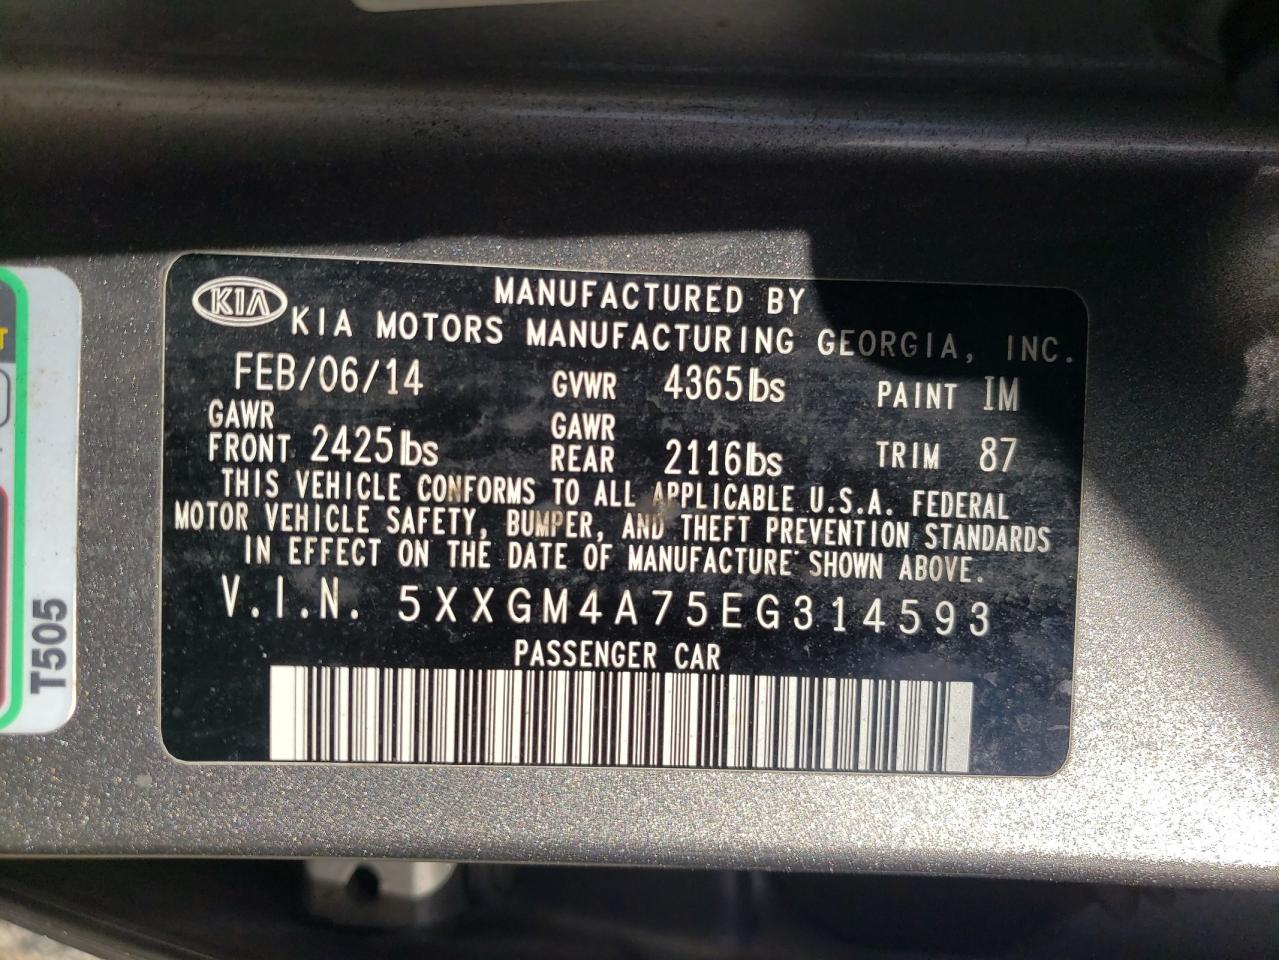 MANUFACTURED BY
KIA KIA MOTORS MANUFACTURING GEORGIA, INC.
FEB/06/14 GVWR 4365lbs PAINT IM
GAWR FRONT 2425lbs GAWR REAR 2116lbs TRIM 87
THIS VEHICLE CONFORMS TO ALL APPLICABLE U.S.A. FEDERAL
MOTOR VEHICLE SAFETY, BUMPER, AND THEFT PREVENTION STANDARDS
IN EFFECT ON THE DATE OF MANUFACTURE SHOWN ABOVE.
V.I.N. 5XXGM4A75EG314593
PASSENGER CAR
T505